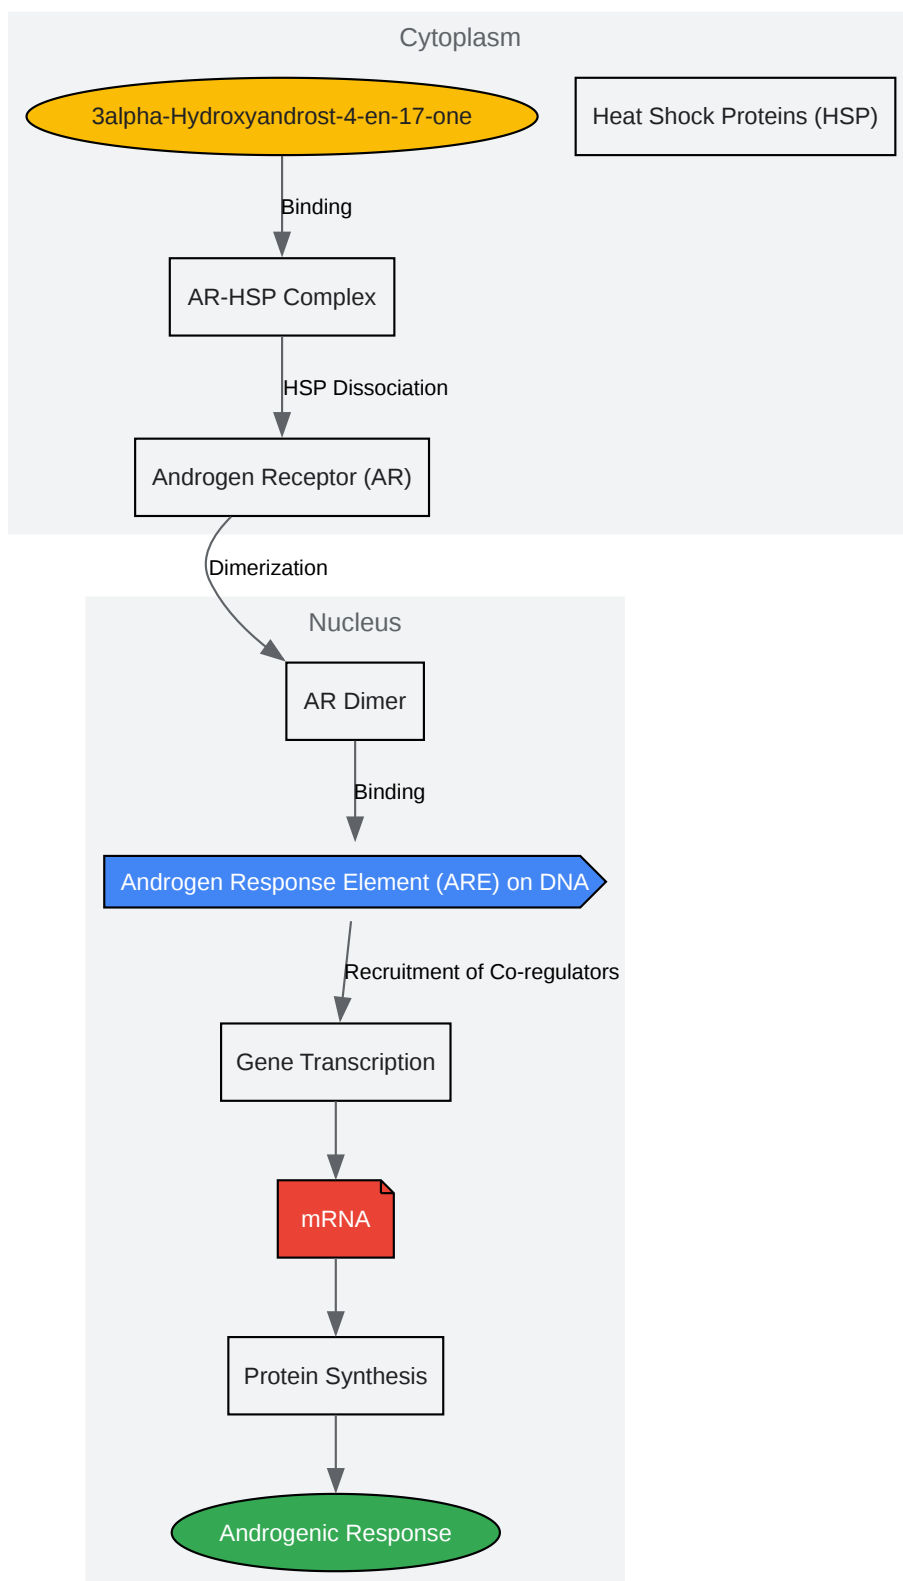 Cytoplasm
3alpha-Hydroxyandrost-4-en-17-one
Heat Shock Proteins (HSP)
Binding
AR-HSP Complex
HSP Dissociation
Androgen Receptor (AR)
Dimerization
Nucleus
AR Dimer
Binding
Androgen Response Element (ARE) on DNA
Recruitment of Co-regulators
Gene Transcription
mRNA
Protein Synthesis
Androgenic Response